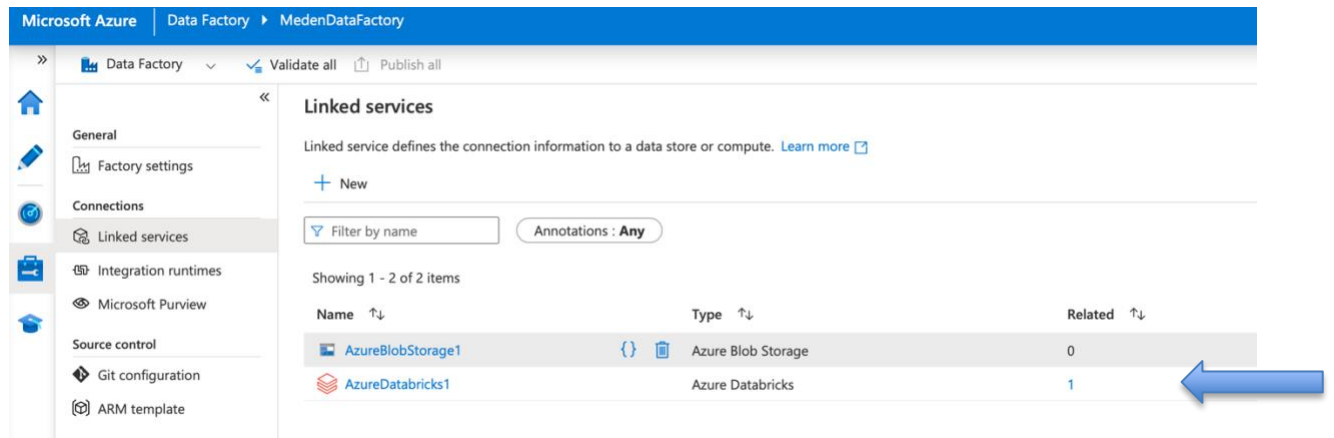 Microsoft Azure Data Factory MedenDataFactory
Data Factory Validate all Publish all
General
Factory settings
Connections
Linked services
Integration runtimes
Microsoft Purview
Source control
Git configuration
ARM template
Linked services
Linked service defines the connection information to a data store or compute. Learn more
New
Filter by name Annotations : Any
Showing 1 - 2 of 2 items
Name Type Related
AzureBlobStorage1 {} Azure Blob Storage 0
AzureDatabricks1 Azure Databricks 1